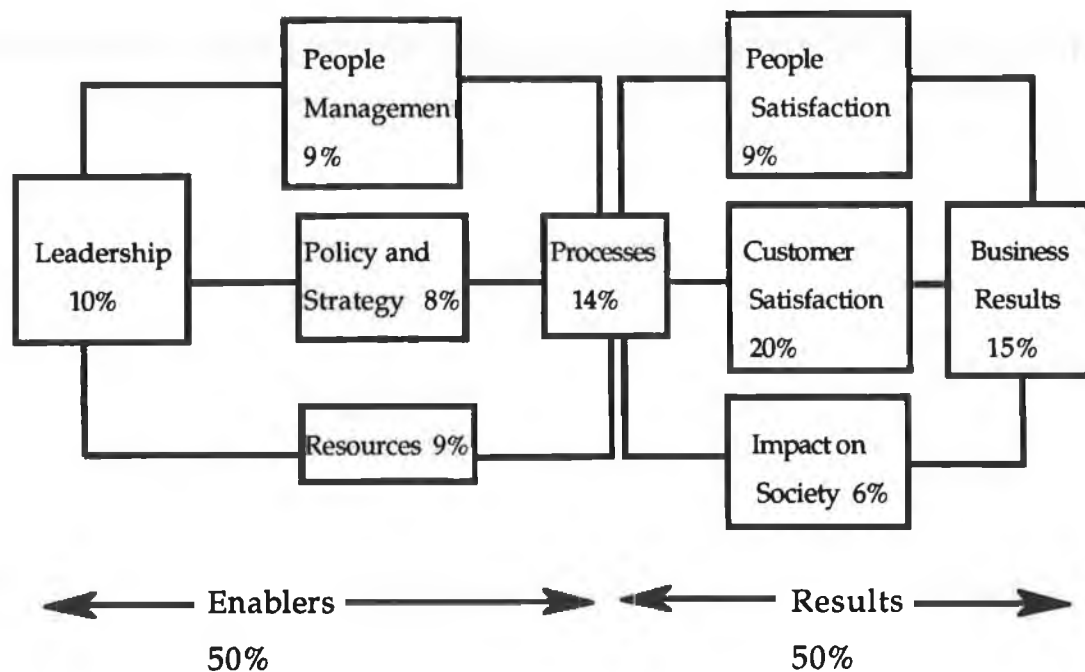 People
Management
9%
People
Satisfaction
9%
Leadership
10%
Policy and
Strategy 8%
Processes
14%
Customer
Satisfaction
20%
Business
Results
15%
Resources 9%
Impact on
Society 6%
Enablers
50%
Results
50%